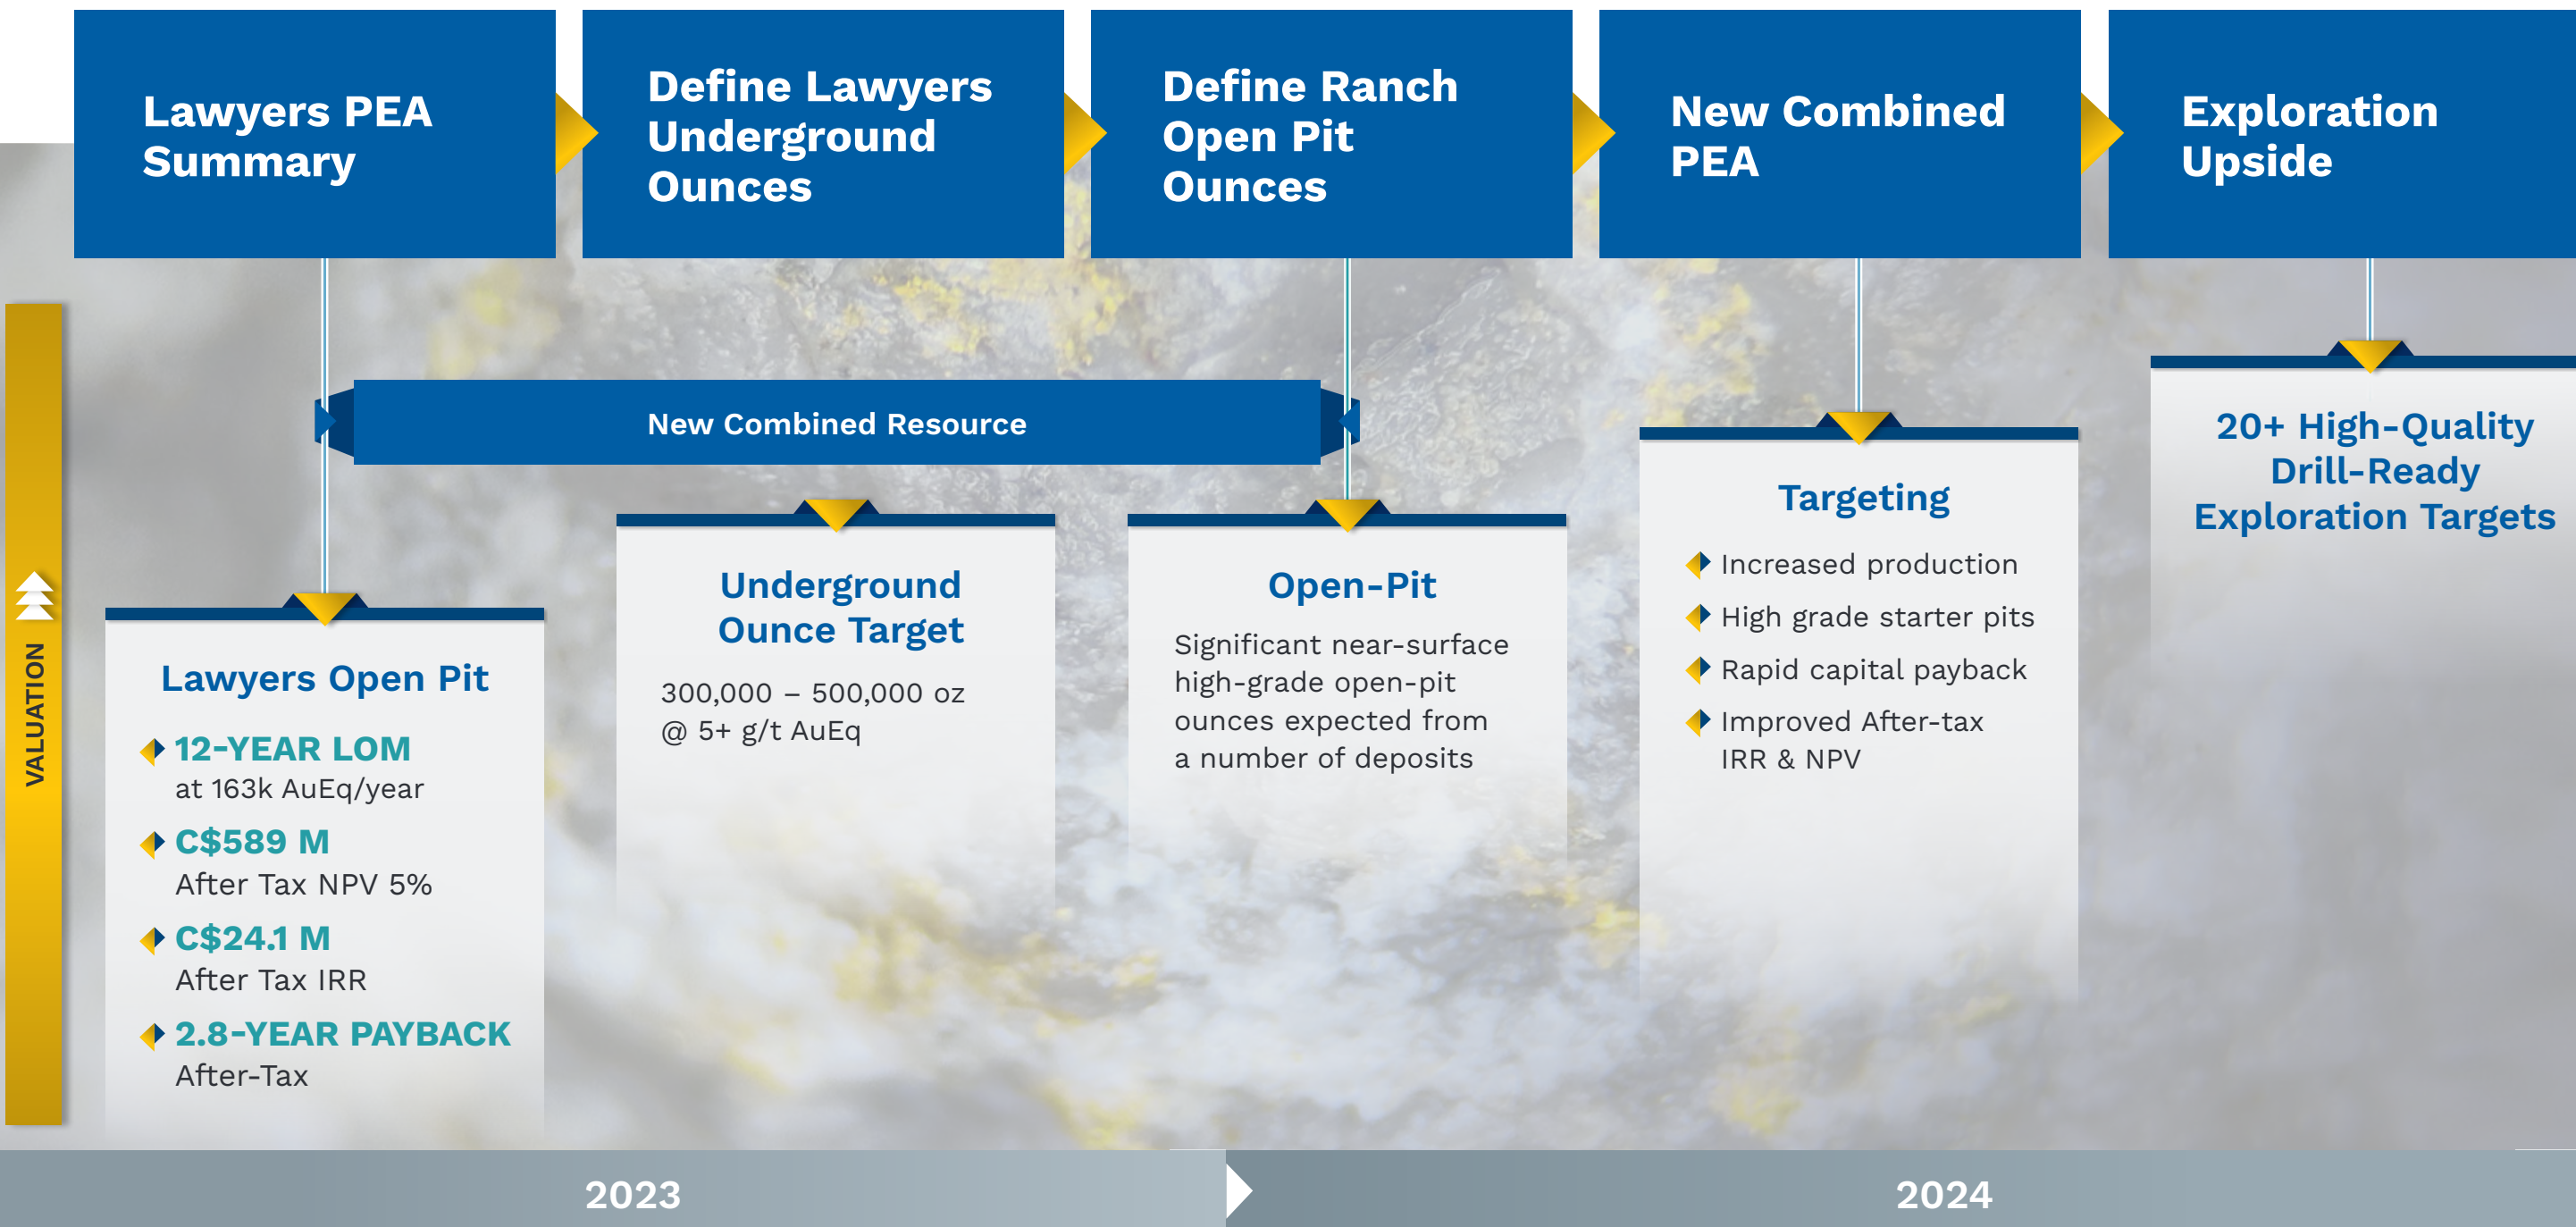 Lawyers PEA
Summary
Define Lawyers
Underground
Ounces
Define Ranch
Open Pit
Ounces
New Combined
PEA
Exploration
Upside
New Combined Resource
VALUATION
Lawyers Open Pit
12-YEAR LOM
at 163k AuEq/year
C$589 M
After Tax NPV 5%
C$24.1 M
After Tax IRR
2.8-YEAR PAYBACK
After-Tax
Underground
Ounce Target
300,000 – 500,000 oz
@ 5+ g/t AuEq
Open-Pit
Significant near-surface
high-grade open-pit
ounces expected from
a number of deposits
Targeting
Increased production
High grade starter pits
Rapid capital payback
Improved After-tax
IRR & NPV
20+ High-Quality
Drill-Ready
Exploration Targets
2023
2024